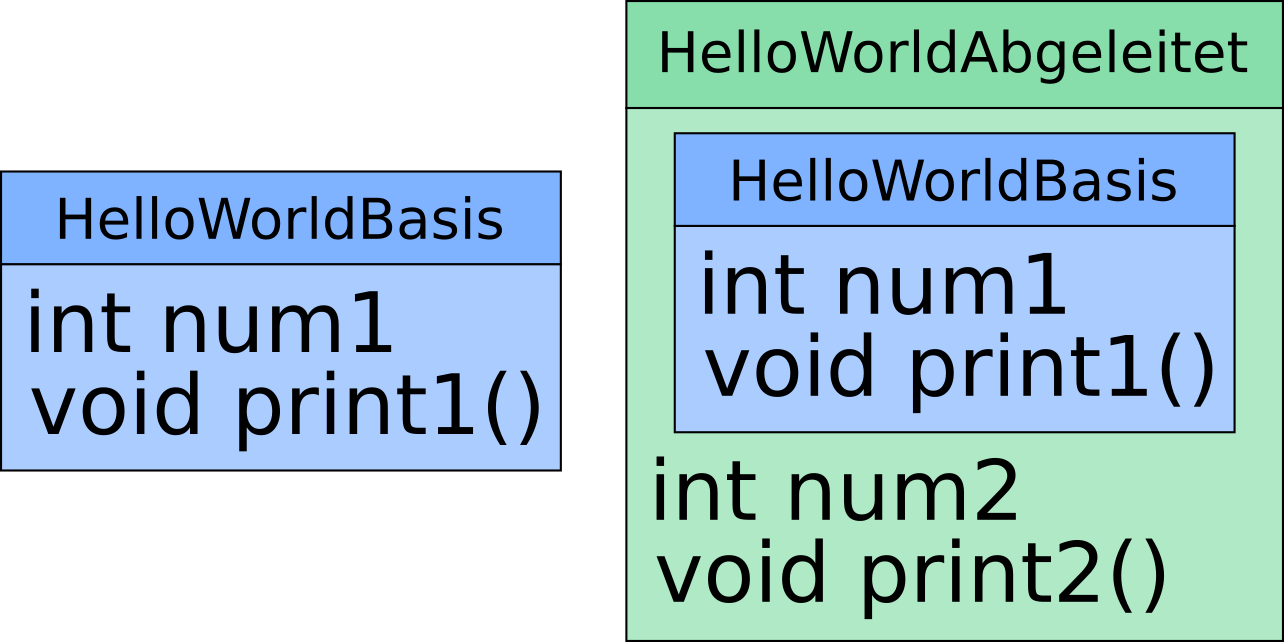 HelloWorldBasis
int num1
void print1()
HelloWorldAbgeleitet
HelloWorldBasis
int num1
void print1()
int num2
void print2()